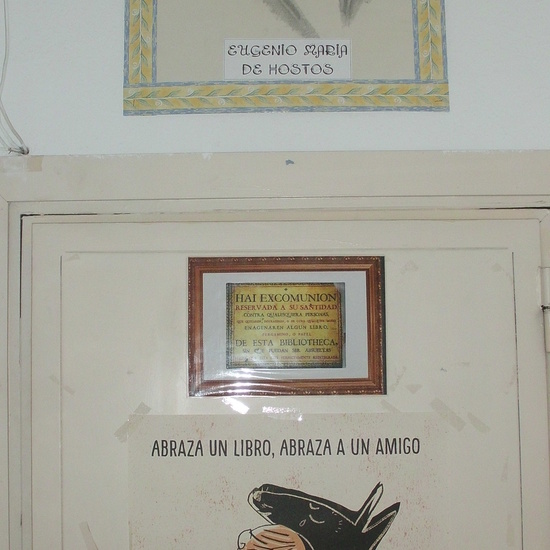 EUGENIO MARIA
DE HOSTOS
HAI EXCOMUNION
RESERVADA A SU SANTIDAD
CONTRA QUALESQUIERA PERSONAS,
ENAGENAREN ALGUN LIBRO,
DE ESTA BIBLIOTHECA,
ABRAZA UN LIBRO, ABRAZA A UN AMIGO